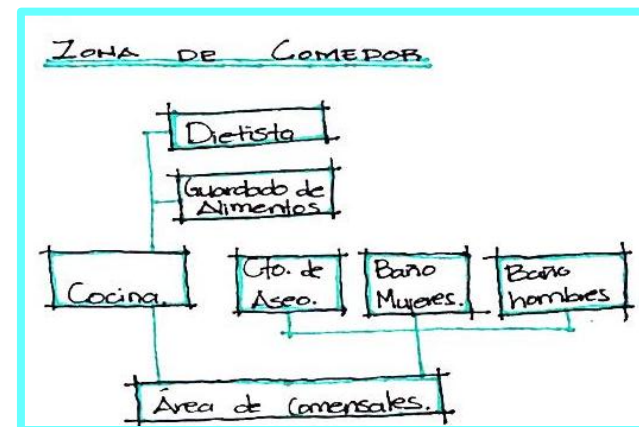 ZONA DE COMEDOR
Dietista
Guardado de
Alimentos
Cocina.
Cto. de
Aseo.
Baño
Mujeres.
Baño
hombres
Área de Comensales.